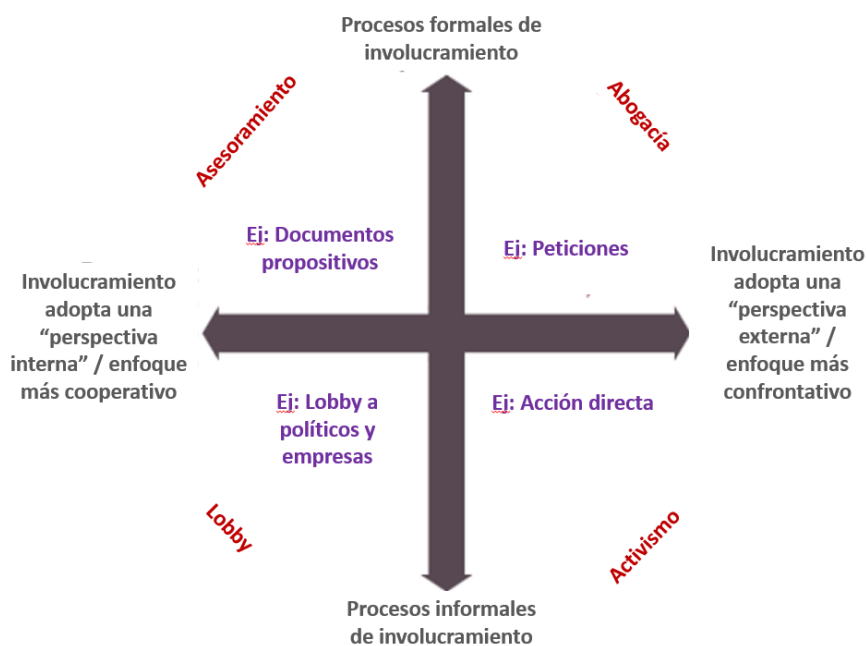 Procesos formales de
involucramiento
Asesoramiento
Abogacía
Ej: Documentos
propositivos
Ej: Peticiones
Involucramiento
adopta una
“perspectiva
interna” / enfoque
más cooperativo
Involucramiento
adopta una
“perspectiva
externa” /
enfoque más
confrontativo
Ej: Lobby a
políticos y
empresas
Ej: Acción directa
Lobby
Activismo
Procesos informales
de involucramiento